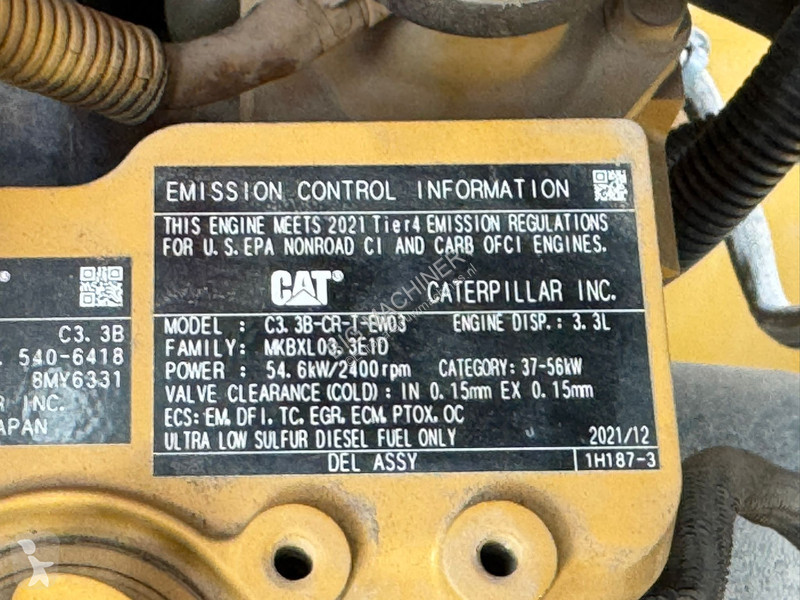 EMISSION CONTROL INFORMATION
THIS ENGINE MEETS 2021 Tier4 EMISSION REGULATIONS
FOR U.S.EPA NONROAD CI AND CARB OFCI ENGINES.
CAT® CATERPILLAR INC.
MODEL : C3.3B-CR-T-EW03 ENGINE DISP.: 3.3L
FAMILY: MKBXL03.3E1D
POWER : 54.6kW/2400rpm CATEGORY: 37-56kW
VALVE CLEARANCE(COLD): IN 0.15mm EX 0.15mm
ECS: EM, DFI, TC, EGR, ECM, PTOX, OC
ULTRA LOW SULFUR DIESEL FUEL ONLY 2021/12
DEL ASSY 1H187-3
C3.3B
540-6418
8MY6331
INC.